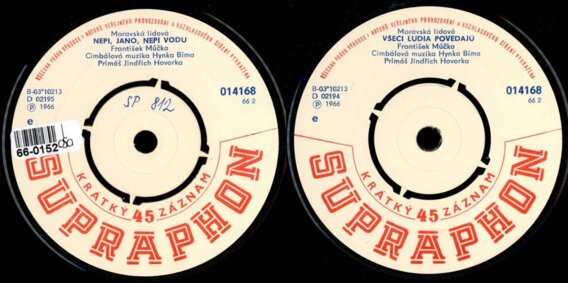 NEPI, JANO, NEPI VODU
Moravská lidová
František Múčko
Cimbálová muzika Hynka Bíma
Primáš Jindřich Hovorka
B-03*10213
D 02195
Ⓟ 1966
014168
66 2
e
SP 812
66-0152
KRÁTKÝ 45 ZÁZNAM
SUPRAPHON
Moravská lidová
VŠECI LUDIA POVEDAJÚ
František Múčko
Cimbálová muzika Hynka Bíma
Primáš Jindřich Hovorka
B-03*10213
D 02194
Ⓟ 1966
014168
66 2
e
KRÁTKÝ 45 ZÁZNAM
SUPRAPHON